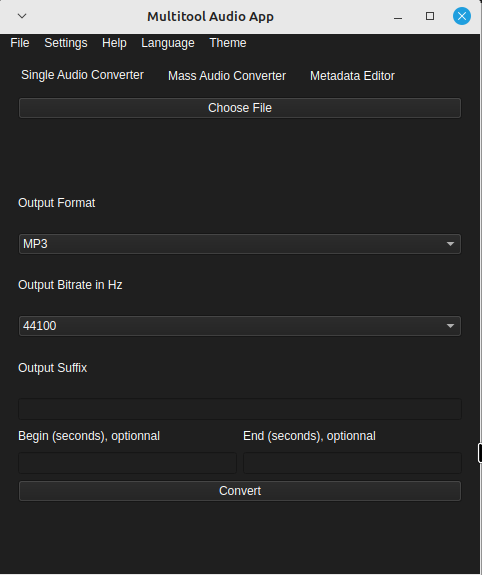 Multitool Audio App
File Settings Help Language Theme
Single Audio Converter Mass Audio Converter Metadata Editor
Choose File
Output Format
MP3
Output Bitrate in Hz
44100
Output Suffix
Begin (seconds), optionnal End (seconds), optionnal
Convert